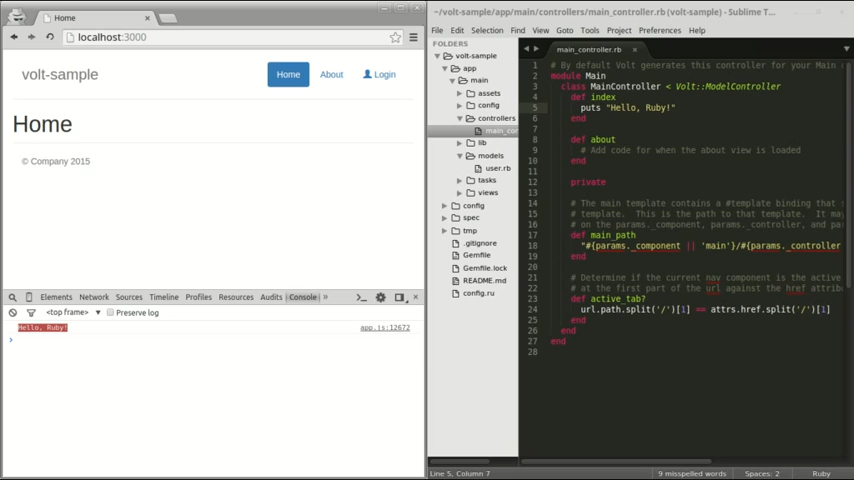 Home
localhost:3000
volt-sample
Home
About
Login
Home
© Company 2015
Elements
Network
Sources
Profiles
Resources
Audits
Console
»
<top frame>
Preserve log
Hello, Ruby!
app.js:12672
~/volt-sample/app/main/controllers/main_controller.rb (volt-sample) - Sublime T...
File
Edit
Selection
Find
View
Goto
Tools
Project
Preferences
Help
FOLDERS
volt-sample
app
main
assets
config
controllers
main_cor
lib
models
user.rb
tasks
views
config
spec
tmp
.gitignore
Gemfile
Gemfile.lock
README.md
config.ru
main_controller.rb
1 # By default Volt generates this controller for your Main
2 module Main
3 class MainController < Volt::ModelController
4 def index
5 puts "Hello, Ruby!"
6 end
7
8 def about
9 # Add code for when the about view is loaded
10 end
11
12 private
13
14 # The main template contains a #template binding that
15 # template. This is the path to that template. It may
16 # on the params._component, params._controller, and
17 def main_path
18 "#{params._component || 'main'}/#{params._controller
19 end
20
21 # Determine if the current nav component is the active
22 # at the first part of the url against the href
23 def active_tab?
24 url.path.split('/')[1] == attrs.href.split('/')[1]
25 end
26 end
27 end
28
Line 5, Column 7
9 misspelled words
Spaces: 2
Ruby